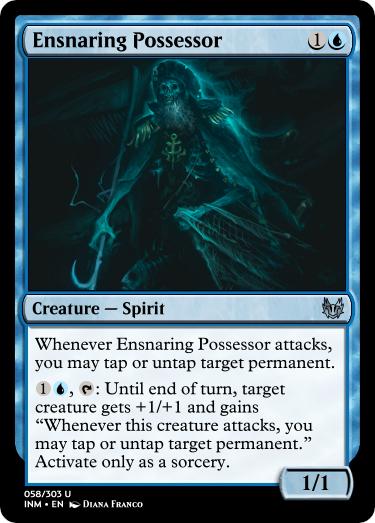 Ensnaring Possessor 1
Creature — Spirit
Whenever Ensnaring Possessor attacks,
you may tap or untap target permanent.
1, : Until end of turn, target
creature gets +1/+1 and gains
“Whenever this creature attacks, you
may tap or untap target permanent.”
Activate only as a sorcery.
1/1
058/303 U
INM • EN Diana Franco